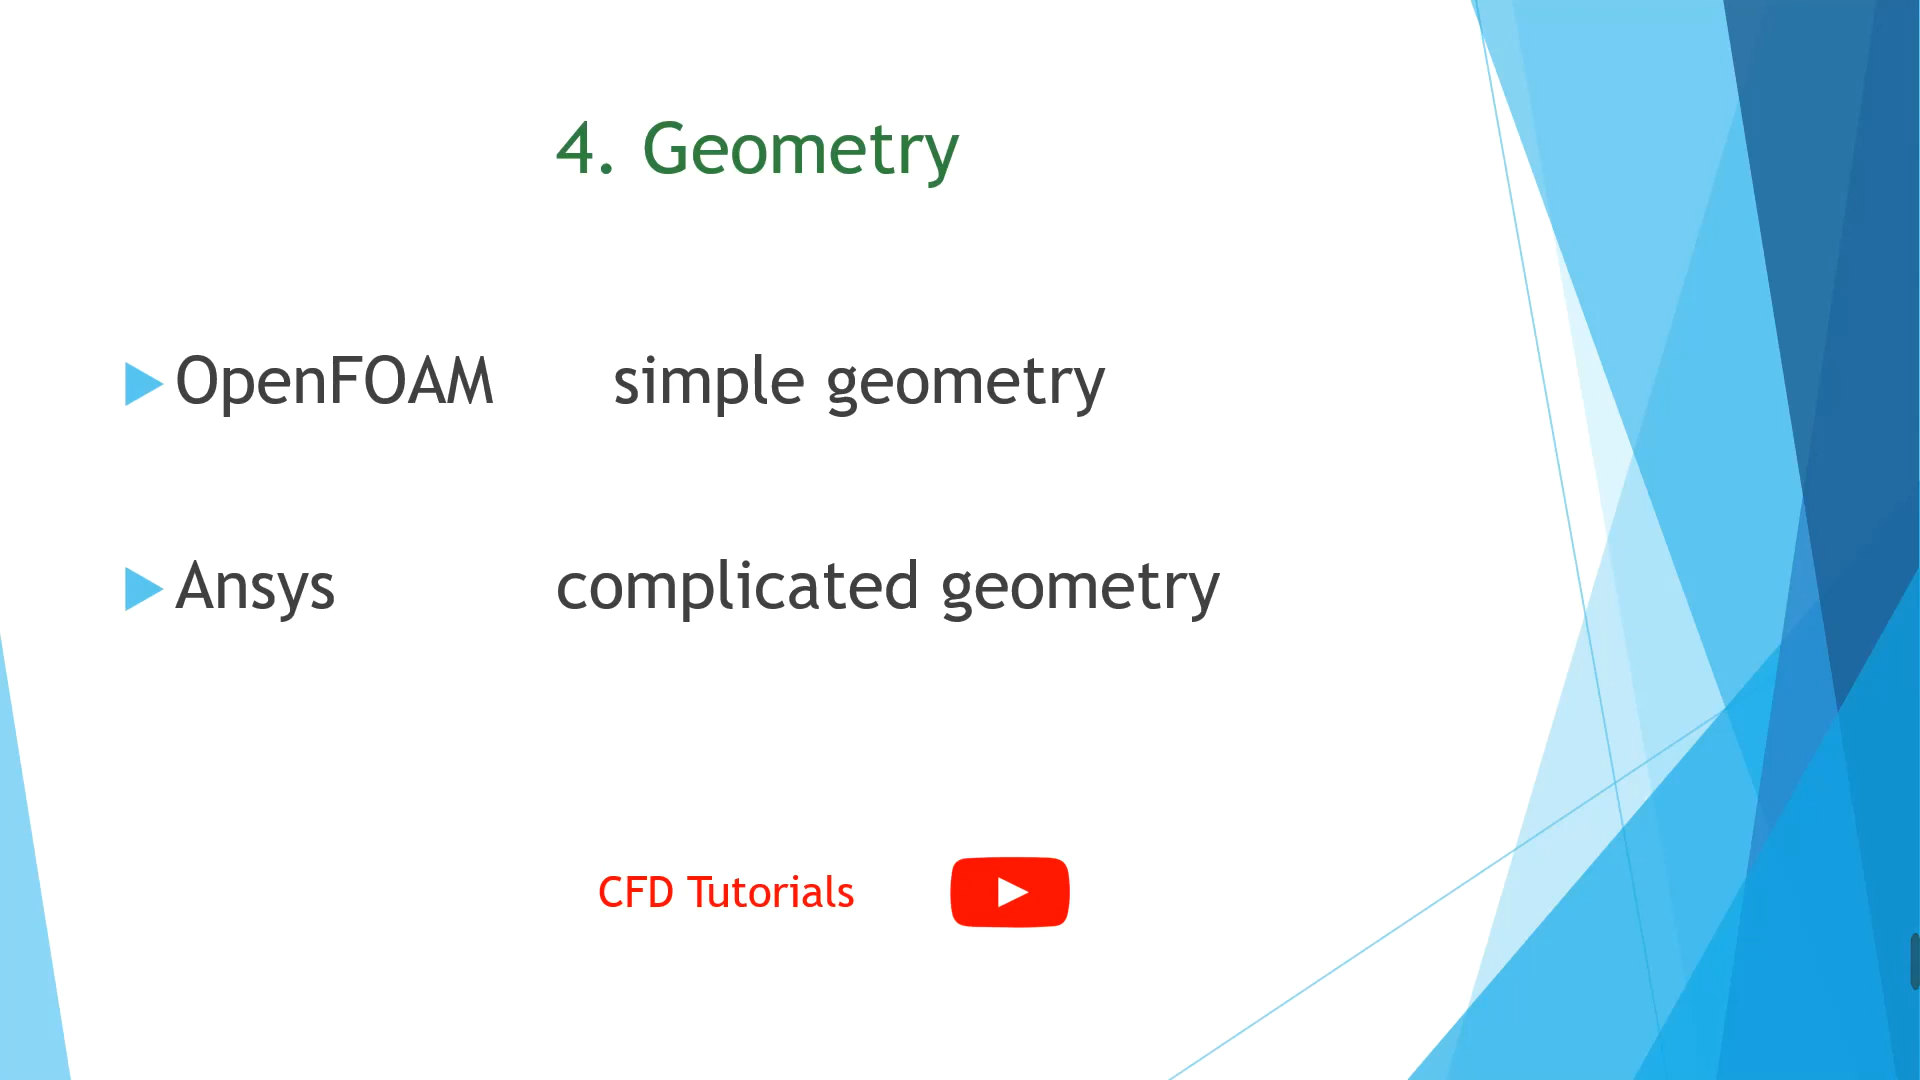 4. Geometry
OpenFOAM simple geometry
Ansys complicated geometry
CFD Tutorials